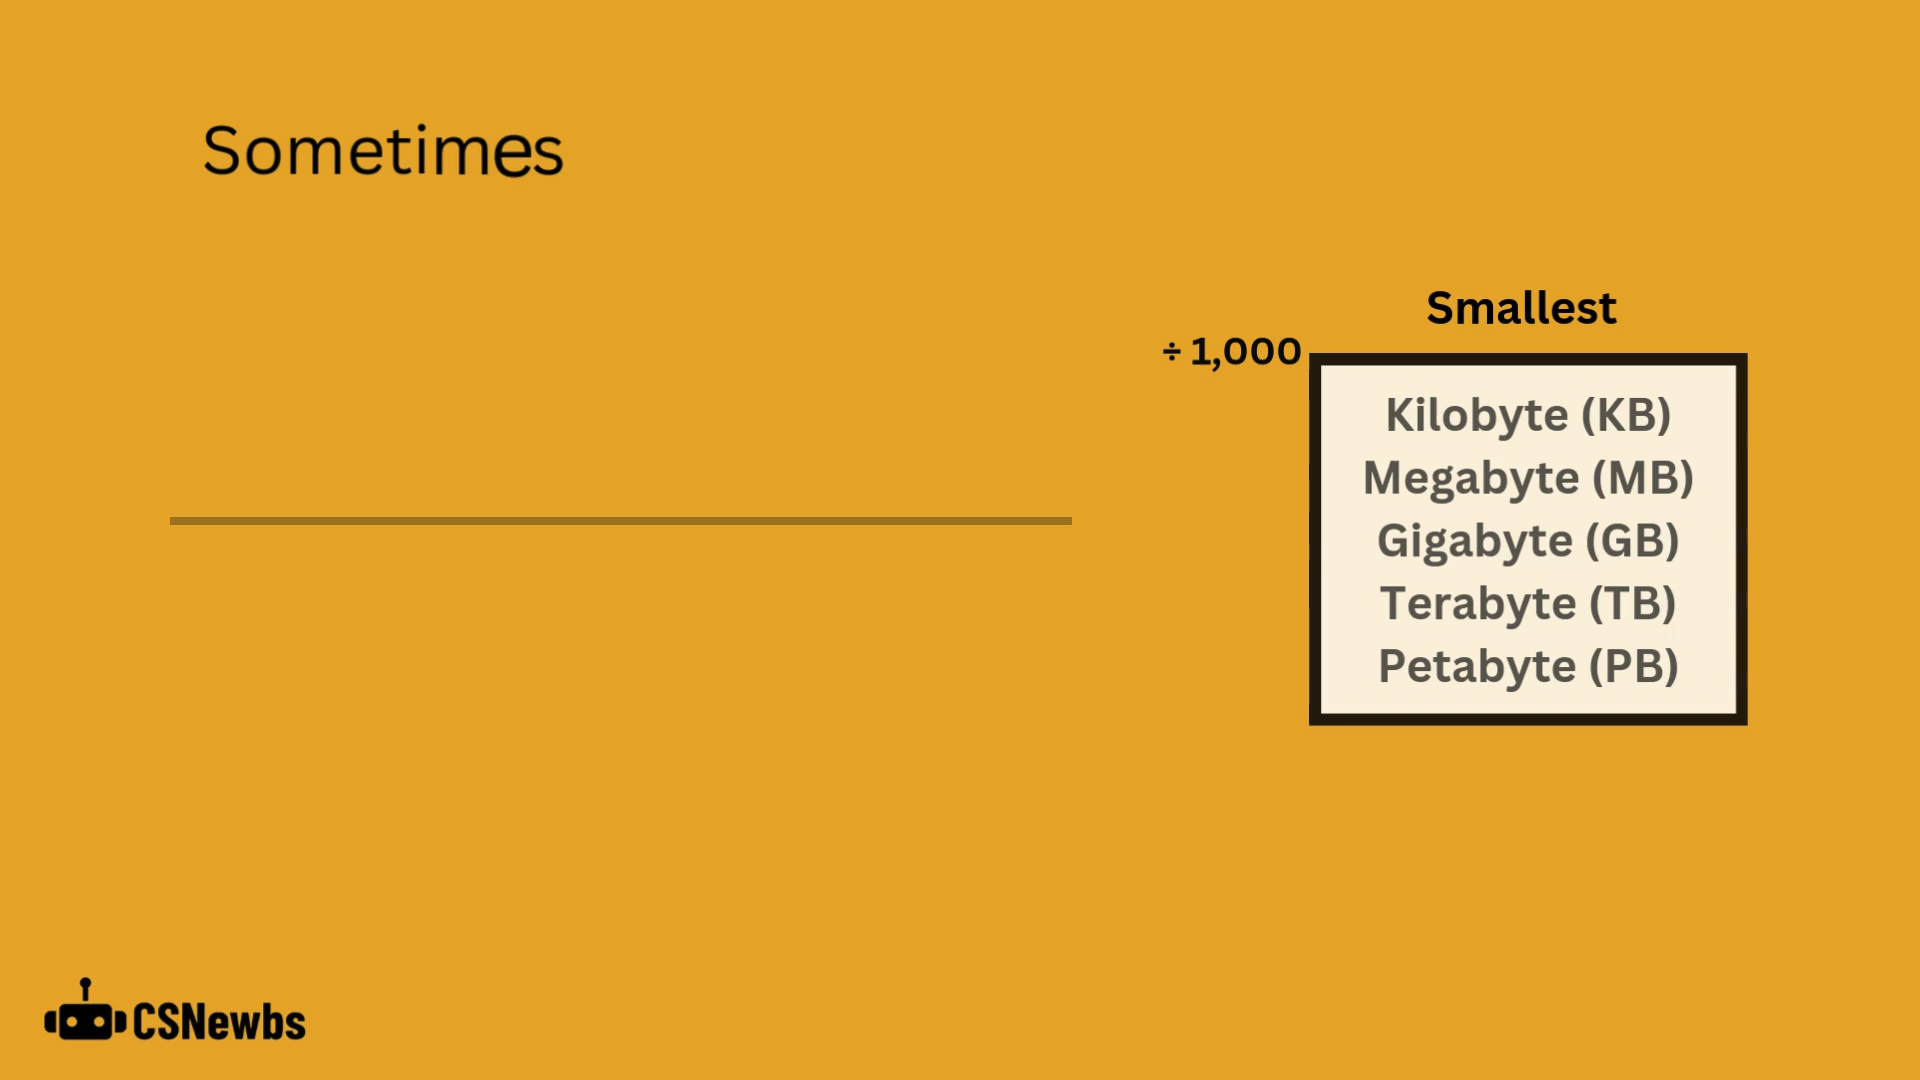 Sometimes
Smallest
÷ 1,000
Kilobyte (KB)
Megabyte (MB)
Gigabyte (GB)
Terabyte (TB)
Petabyte (PB)
CSNewbs